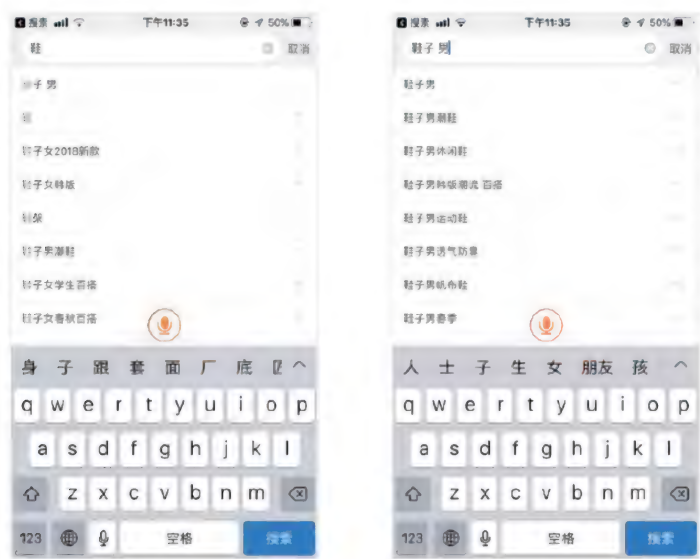 搜索 下午11:35 50%
鞋 取消
鞋子 男
鞋
鞋子女2018新款
鞋子女韩版
鞋架
鞋子男潮鞋
鞋子女学生百搭
鞋子女春秋百搭
身 子 跟 套 面 厂 底
q w e r t y u i o p
a s d f g h j k l
z x c v b n m
123 空格 搜索
搜索 下午11:35 50%
鞋子 男 取消
鞋子男
鞋子男潮鞋
鞋子男休闲鞋
鞋子男韩版潮流 百搭
鞋子男运动鞋
鞋子男透气防臭
鞋子男帆布鞋
鞋子男春季
人 士 子 生 女 朋友 孩
q w e r t y u i o p
a s d f g h j k l
z x c v b n m
123 空格 搜索